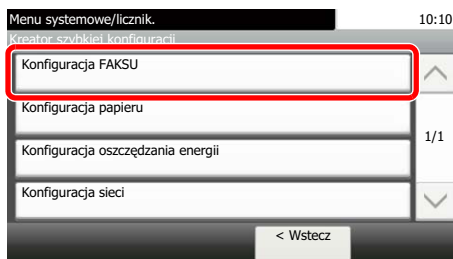 Menu systemowe/licznik.
10:10
Kreator szybkiej konfiguracji
Konfiguracja FAKSU
Konfiguracja papieru
1/1
Konfiguracja oszczędzania energii
Konfiguracja sieci
< Wstecz